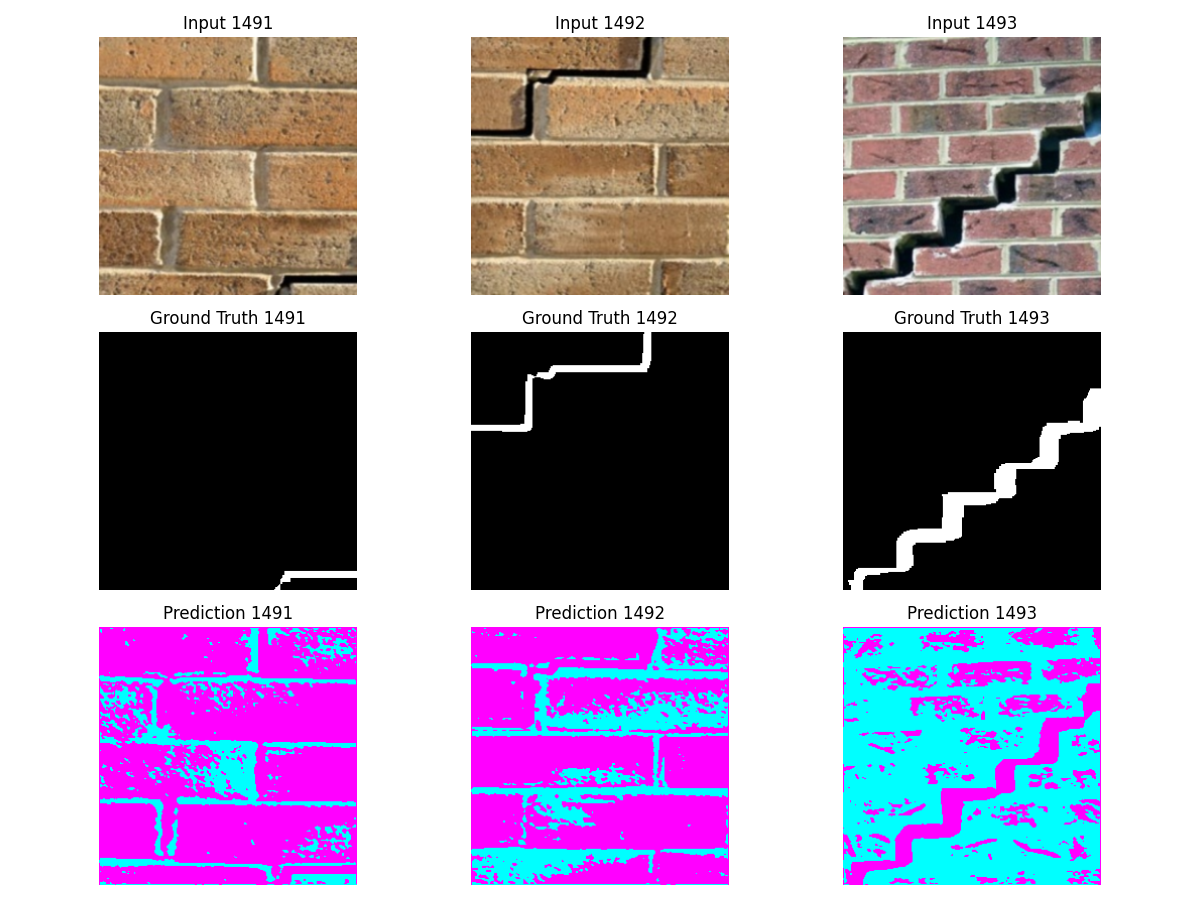 Input 1491
Input 1492
Input 1493
Ground Truth 1491
Ground Truth 1492
Ground Truth 1493
Prediction 1491
Prediction 1492
Prediction 1493